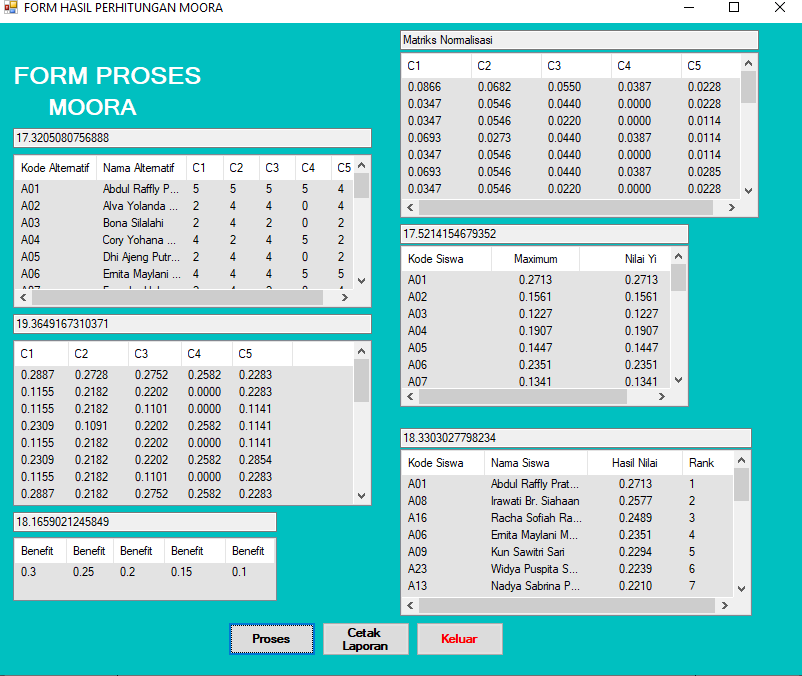 FORM HASIL PERHITUNGAN MOORA
FORM PROSES
MOORA
17.3205080756888
Kode Alternatif Nama Alternatif C1 C2 C3 C4 C5
A01 Abdul Raffly P... 5 5 5 5 4
A02 Alva Yolanda ... 2 4 4 0 4
A03 Bona Silalahi 2 4 2 0 2
A04 Cory Yohana ... 4 2 4 5 2
A05 Dhi Ajeng Putr... 2 4 4 0 2
A06 Ernita Maylani ... 4 4 4 5 5
19.3649167310371
C1 C2 C3 C4 C5
0.2887 0.2728 0.2752 0.2582 0.2283
0.1155 0.2182 0.2202 0.0000 0.2283
0.1155 0.2182 0.1101 0.0000 0.1141
0.2309 0.1091 0.2202 0.2582 0.1141
0.1155 0.2182 0.2202 0.0000 0.1141
0.2309 0.2182 0.2202 0.2582 0.2854
0.1155 0.2182 0.1101 0.0000 0.2283
0.2887 0.2182 0.2752 0.2582 0.2283
18.1659021245849
Benefit Benefit Benefit Benefit Benefit
0.3 0.25 0.2 0.15 0.1
Matriks Normalisasi
C1 C2 C3 C4 C5
0.0866 0.0682 0.0550 0.0387 0.0228
0.0347 0.0546 0.0440 0.0000 0.0228
0.0347 0.0546 0.0220 0.0000 0.0114
0.0693 0.0273 0.0440 0.0387 0.0114
0.0347 0.0546 0.0440 0.0000 0.0114
0.0693 0.0546 0.0440 0.0387 0.0285
0.0347 0.0546 0.0220 0.0000 0.0228
17.5214154679352
Kode Siswa Maximum Nilai Yi
A01 0.2713 0.2713
A02 0.1561 0.1561
A03 0.1227 0.1227
A04 0.1907 0.1907
A05 0.1447 0.1447
A06 0.2351 0.2351
A07 0.1341 0.1341
18.3303027798234
Kode Siswa Nama Siswa Hasil Nilai Rank
A01 Abdul Raffly Prat... 0.2713 1
A08 Irawati Br. Siahaan 0.2577 2
A16 Racha Sofiah Ra... 0.2489 3
A06 Ernita Maylani M... 0.2351 4
A09 Kun Sawitri Sari 0.2294 5
A23 Widya Puspita S... 0.2239 6
A13 Nadya Sabrina P... 0.2210 7
Proses
Cetak
Laporan
Keluar